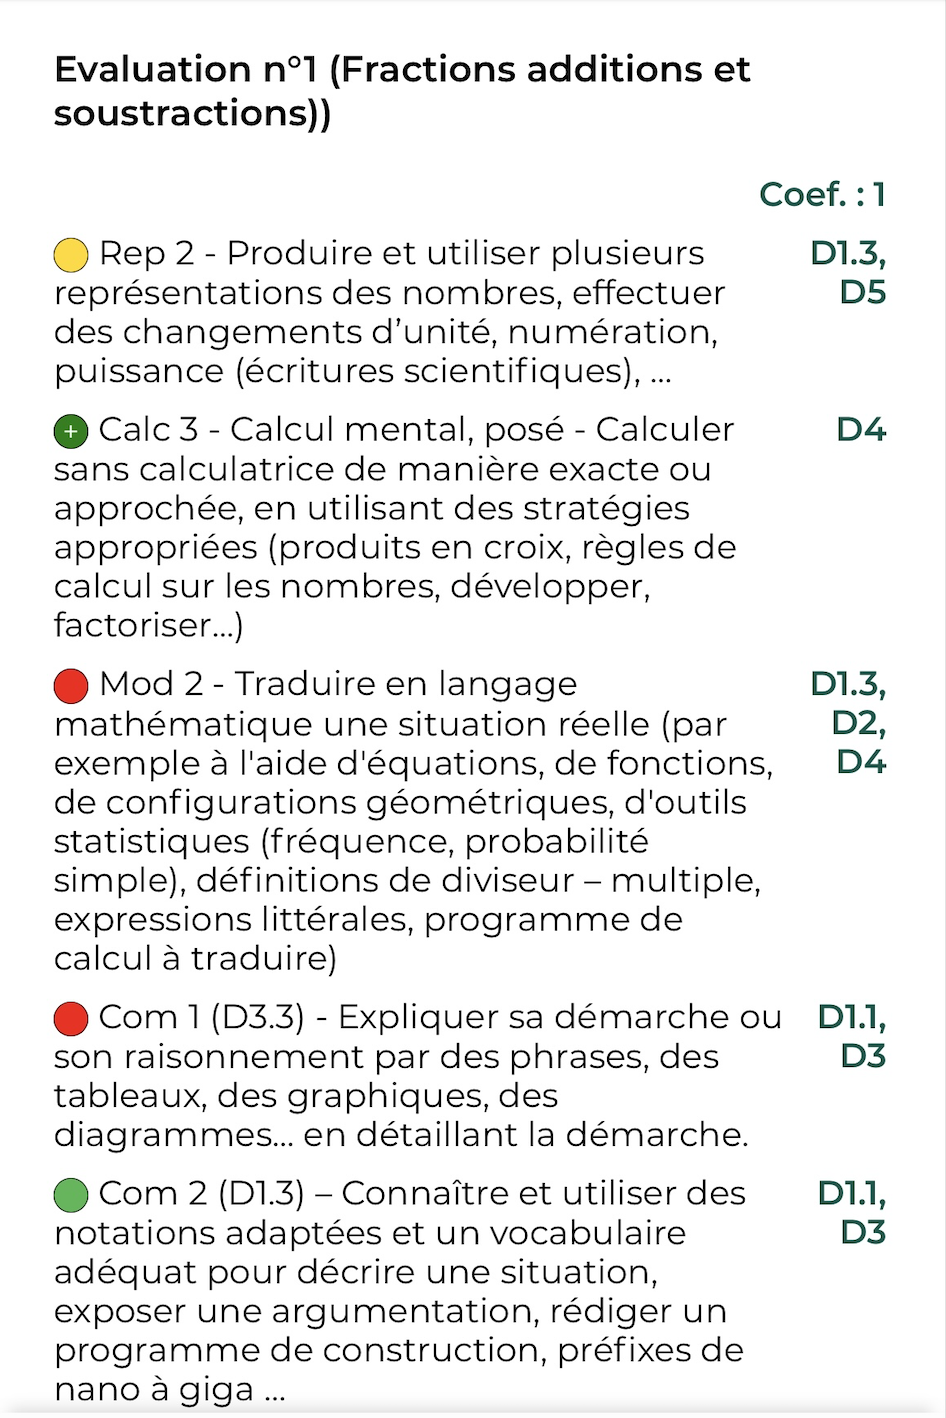 Evaluation n°1 (Fractions additions et
soustractions))
Coef. : 1
Rep 2 - Produire et utiliser plusieurs
représentations des nombres, effectuer
des changements d’unité, numération,
puissance (écritures scientifiques), ...
D1.3,
D5
+ Calc 3 - Calcul mental, posé - Calculer
sans calculatrice de manière exacte ou
approchée, en utilisant des stratégies
appropriées (produits en croix, règles de
calcul sur les nombres, développer,
factoriser...)
D4
Mod 2 - Traduire en langage
mathématique une situation réelle (par
exemple à l'aide d'équations, de fonctions,
de configurations géométriques, d'outils
statistiques (fréquence, probabilité
simple), définitions de diviseur – multiple,
expressions littérales, programme de
calcul à traduire)
D1.3,
D2,
D4
Com 1 (D3.3) - Expliquer sa démarche ou
son raisonnement par des phrases, des
tableaux, des graphiques, des
diagrammes... en détaillant la démarche.
D1.1,
D3
Com 2 (D1.3) – Connaître et utiliser des
notations adaptées et un vocabulaire
adéquat pour décrire une situation,
exposer une argumentation, rédiger un
programme de construction, préfixes de
nano à giga ...
D1.1,
D3